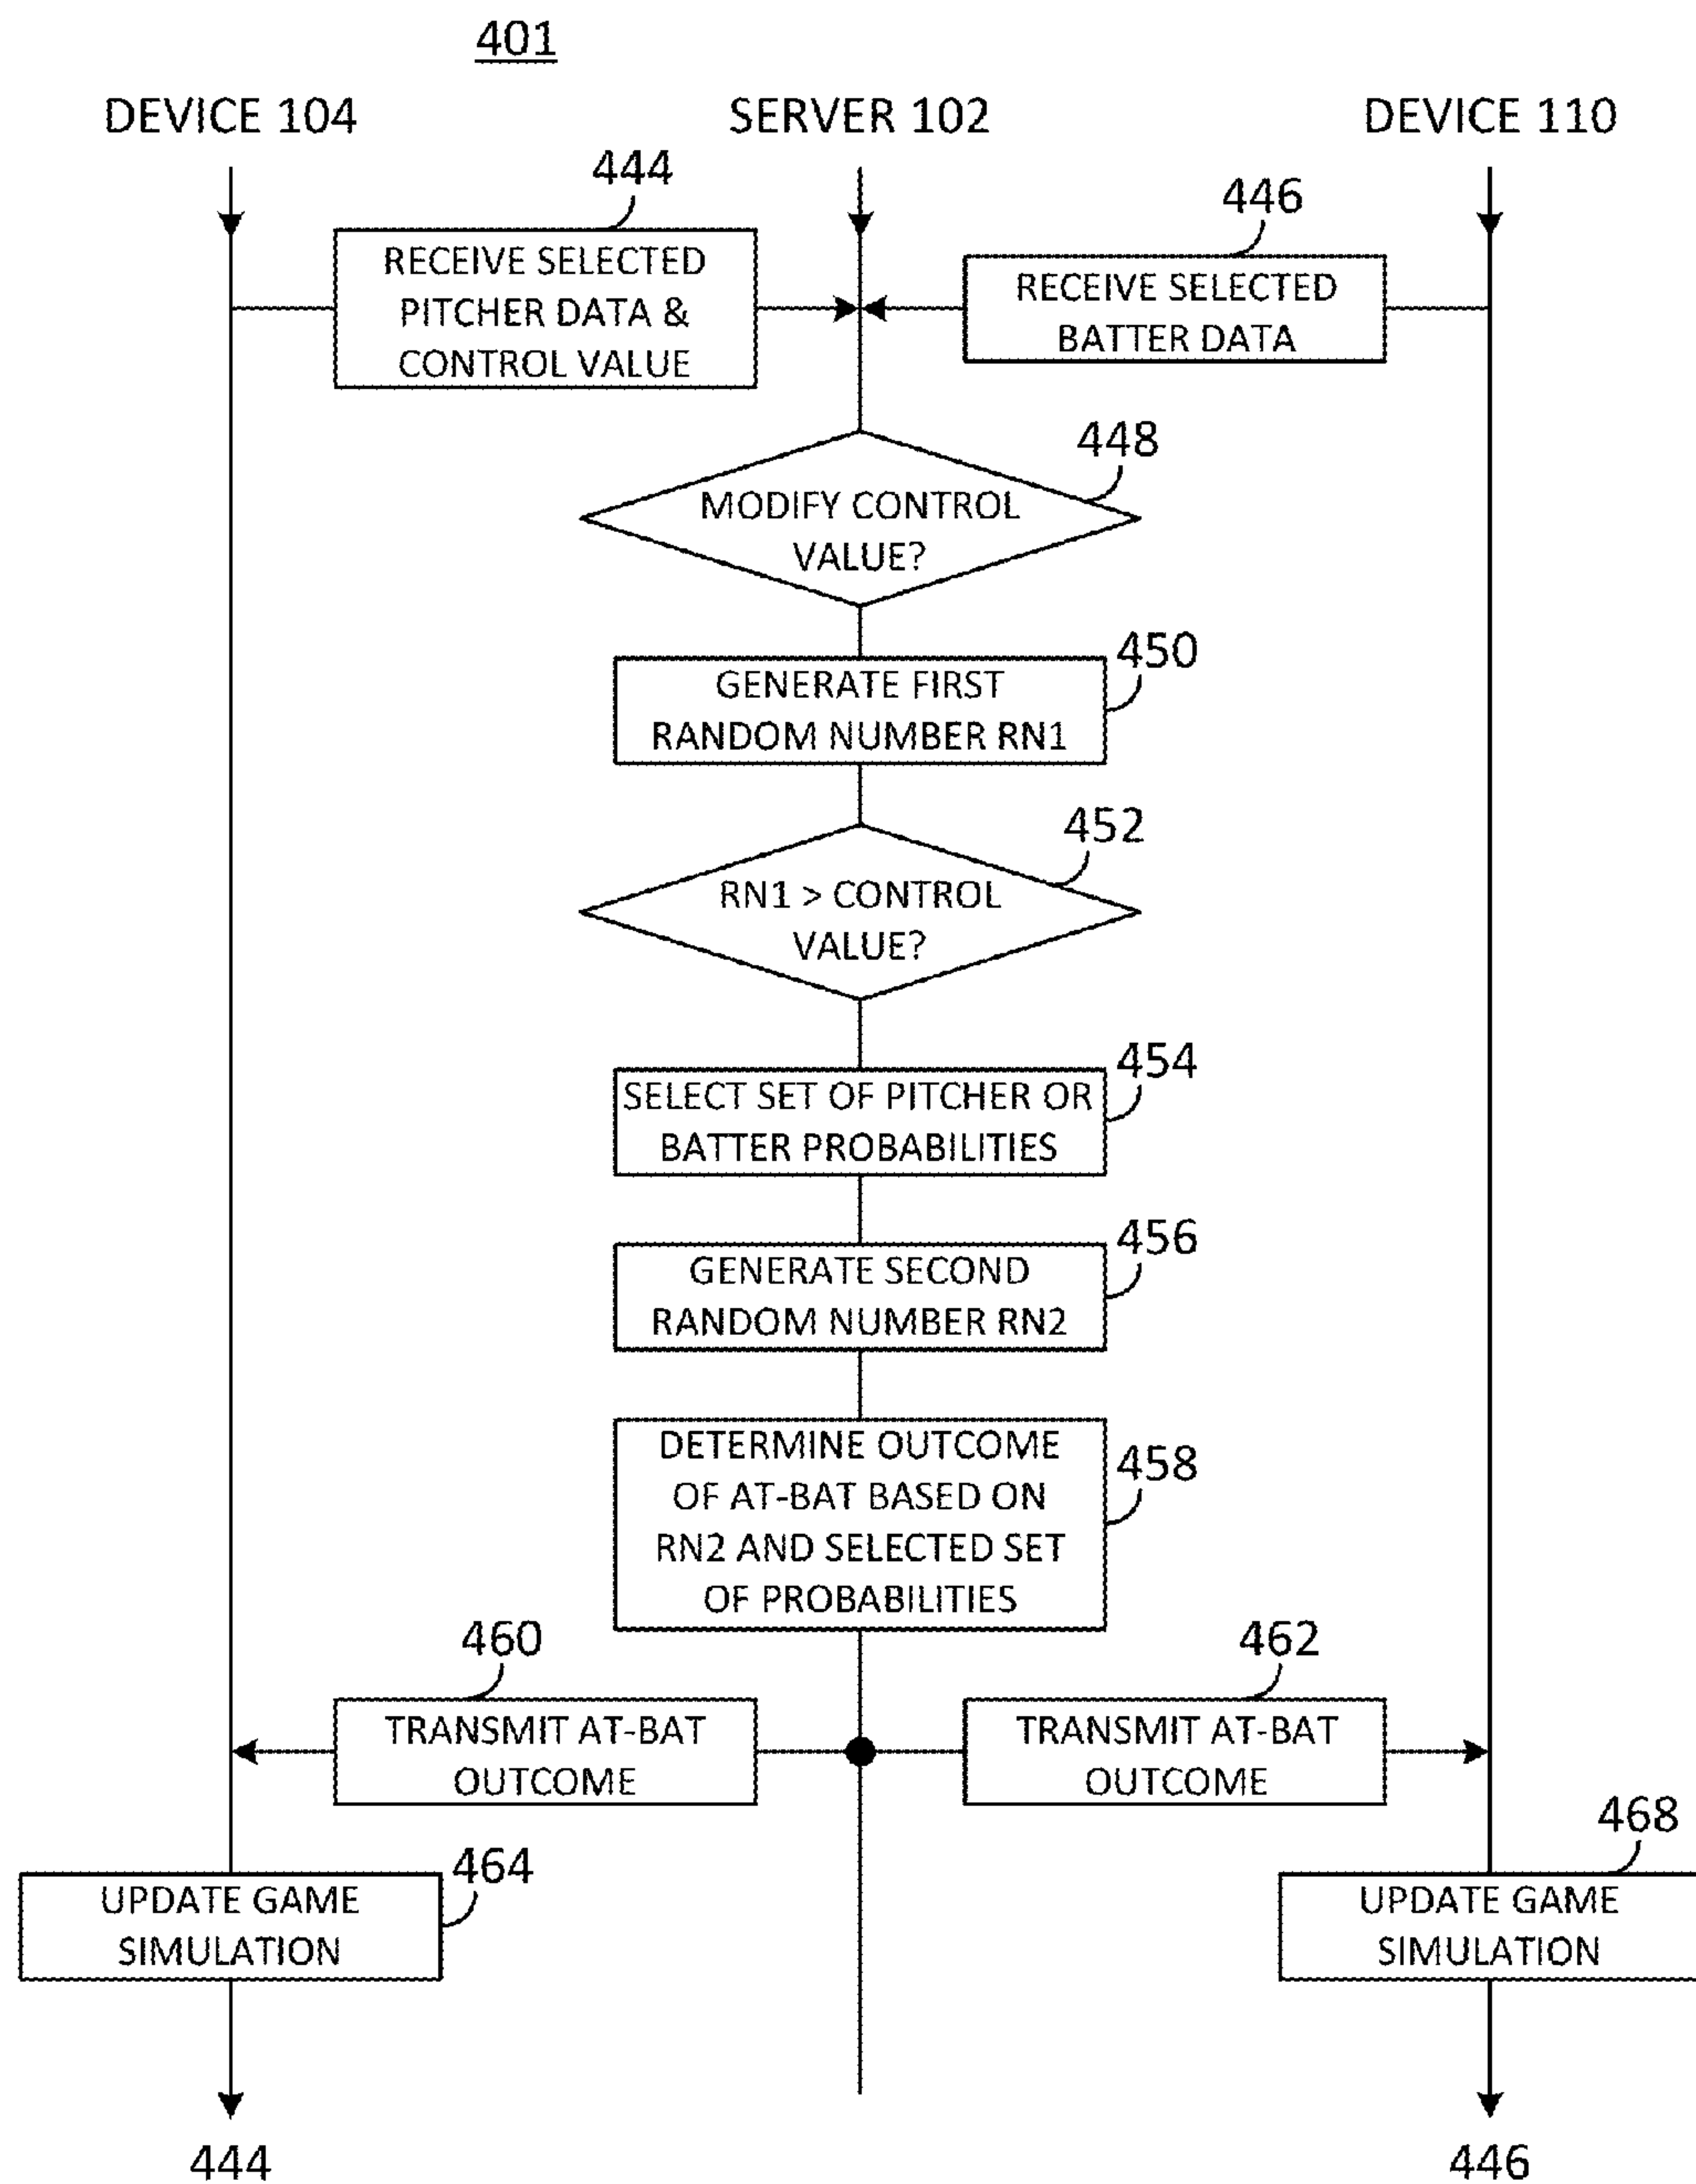 401
DEVICE 104
SERVER 102
DEVICE 110
444
446
RECEIVE SELECTED
PITCHER DATA &
CONTROL VALUE
RECEIVE SELECTED
BATTER DATA
448
MODIFY CONTROL
VALUE?
450
GENERATE FIRST
RANDOM NUMBER RN1
452
RN1 > CONTROL
VALUE?
454
SELECT SET OF PITCHER OR
BATTER PROBABILITIES
456
GENERATE SECOND
RANDOM NUMBER RN2
458
DETERMINE OUTCOME
OF AT-BAT BASED ON
RN2 AND SELECTED SET
OF PROBABILITIES
460
462
TRANSMIT AT-BAT
OUTCOME
TRANSMIT AT-BAT
OUTCOME
464
468
UPDATE GAME
SIMULATION
UPDATE GAME
SIMULATION
444
446